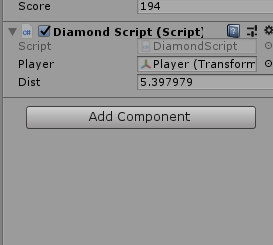 Score 194
Diamond Script (Script)
Script DiamondScript
Player Player (Transform
Dist 5.397979
Add Component